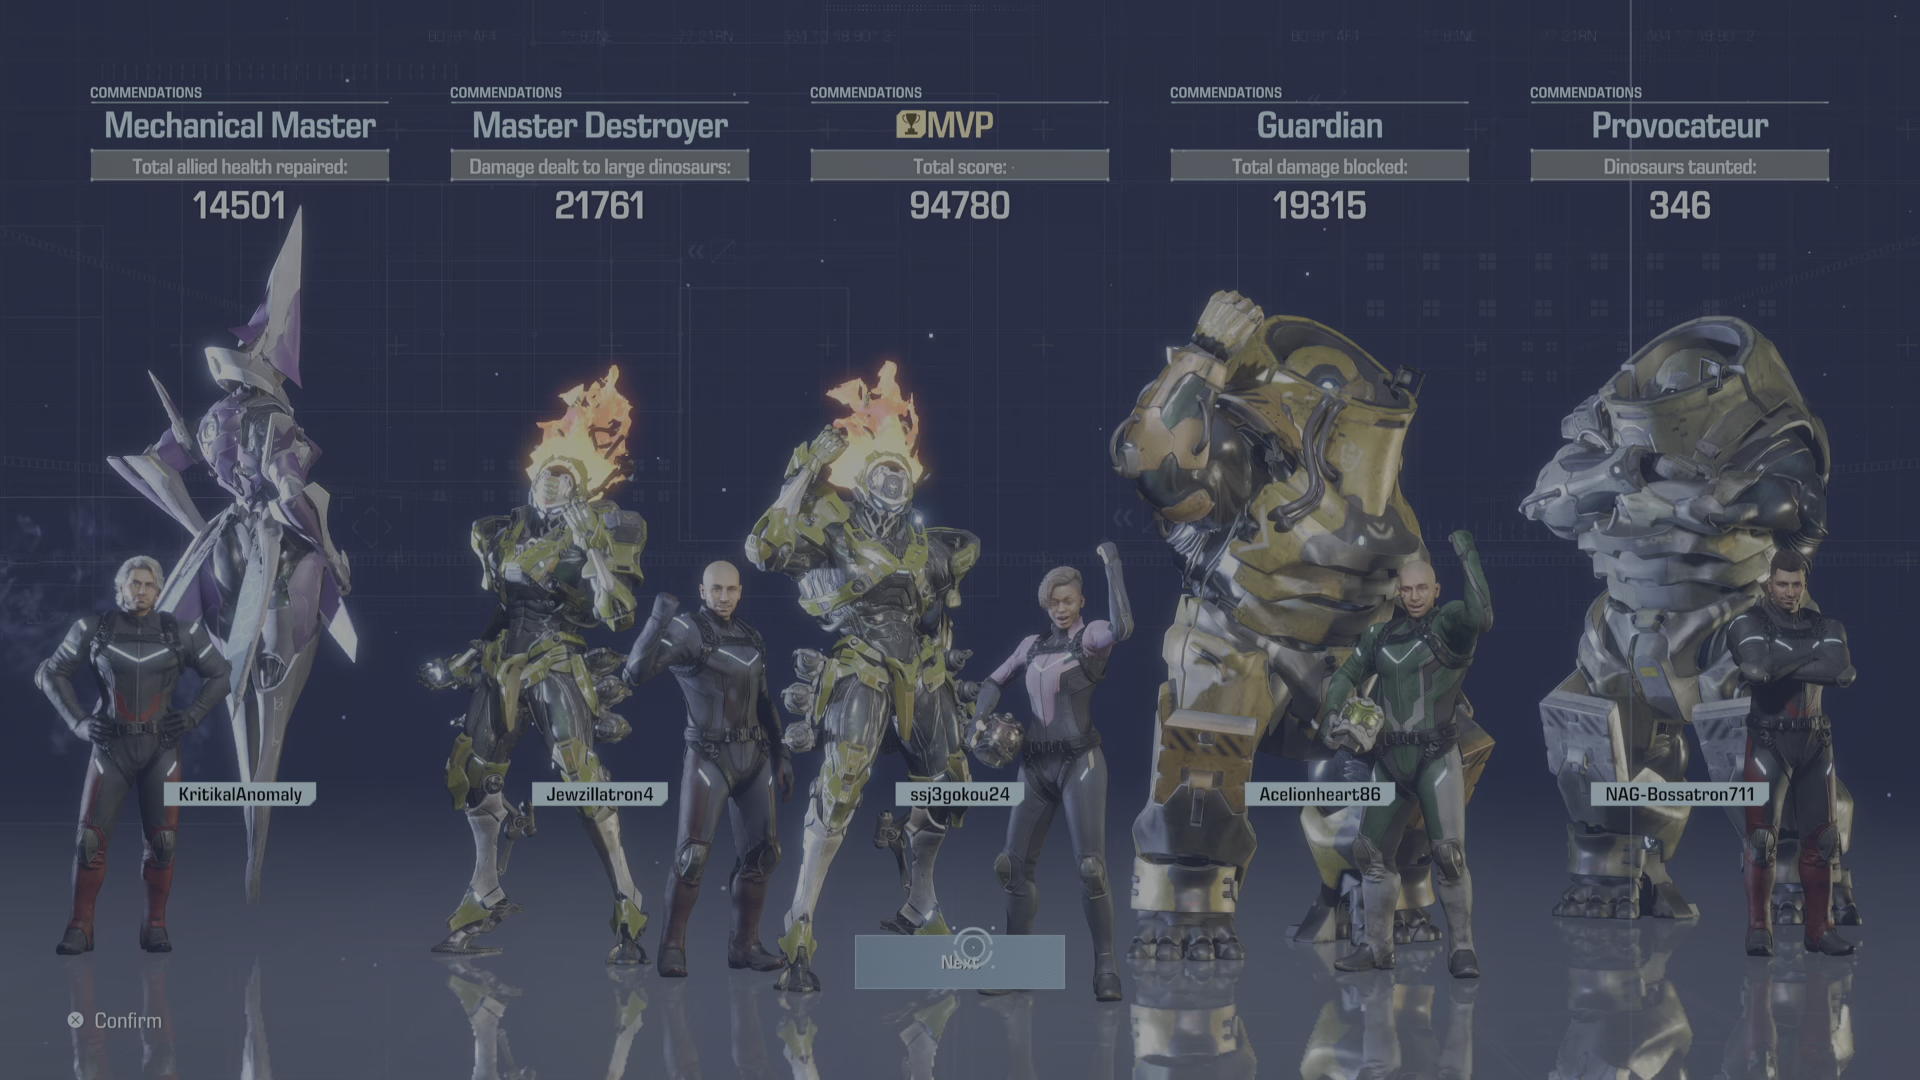 COMMENDATIONS
Mechanical Master
Total allied health repaired:
14501
COMMENDATIONS
Master Destroyer
Damage dealt to large dinosaurs:
21761
COMMENDATIONS
MVP
Total score:
94780
COMMENDATIONS
Guardian
Total damage blocked:
19315
COMMENDATIONS
Provocateur
Dinosaurs taunted:
346
KritikalAnomaly
Jewzillatron4
ssj3gokou24
Acelionheart86
NAG-Bossatron711
Next
Confirm